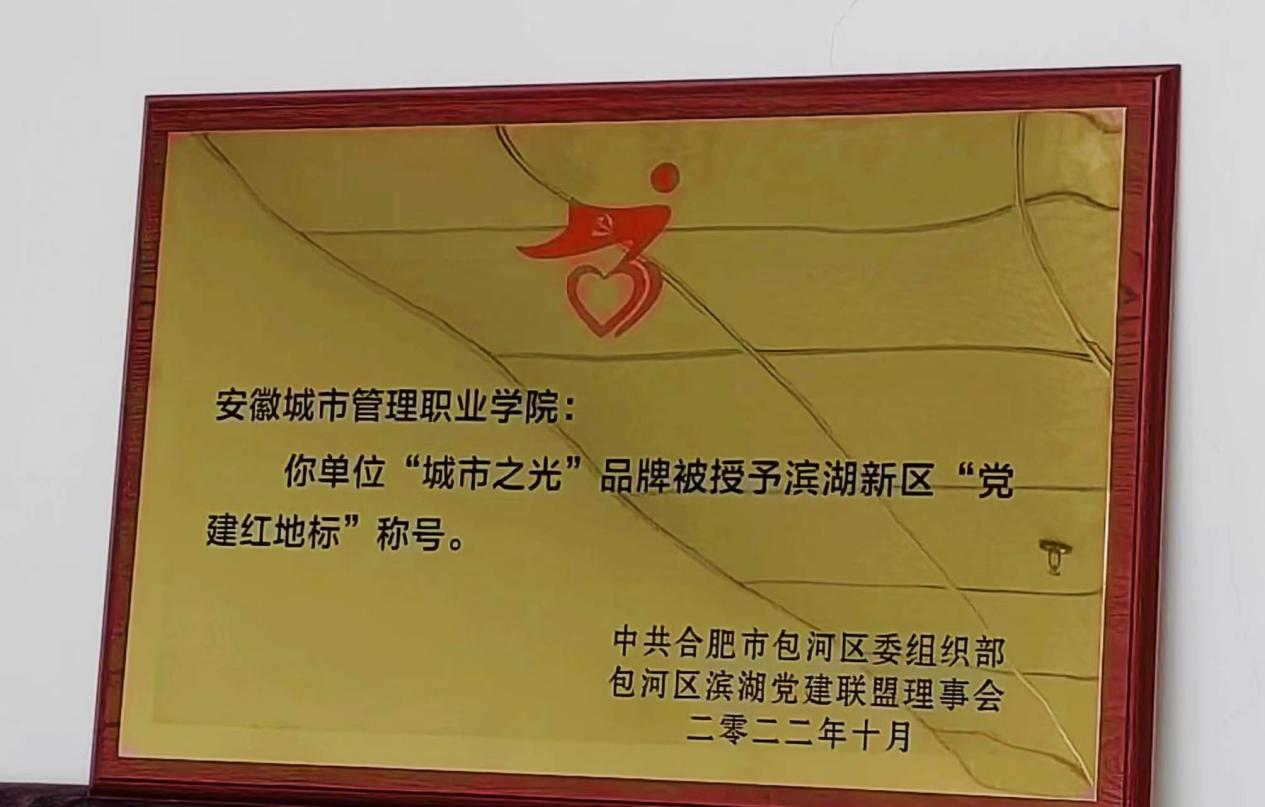 安徽城市管理职业学院：
你单位“城市之光”品牌被授予滨湖新区“党
建红地标”称号。
中共合肥市包河区委组织部
包河区滨湖党建联盟理事会
二零二二年十月